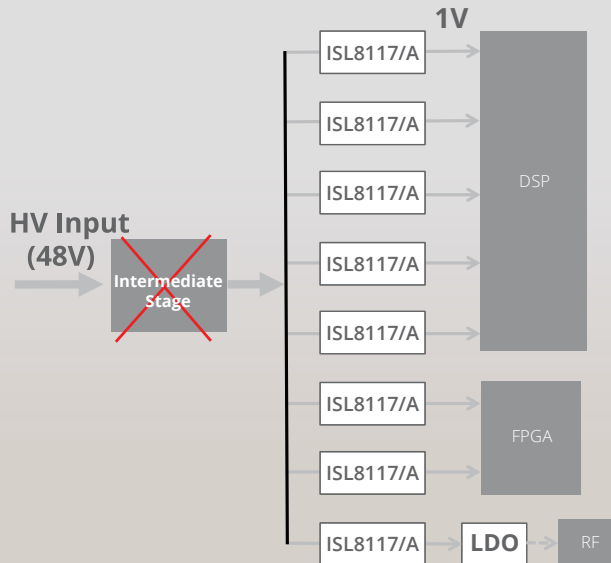 1V
ISL8117/A
ISL8117/A
ISL8117/A
DSP
HV Input
(48V)
ISL8117/A
Intermediate
Stage
ISL8117/A
ISL8117/A
FPGA
ISL8117/A
ISL8117/A
LDO
RF